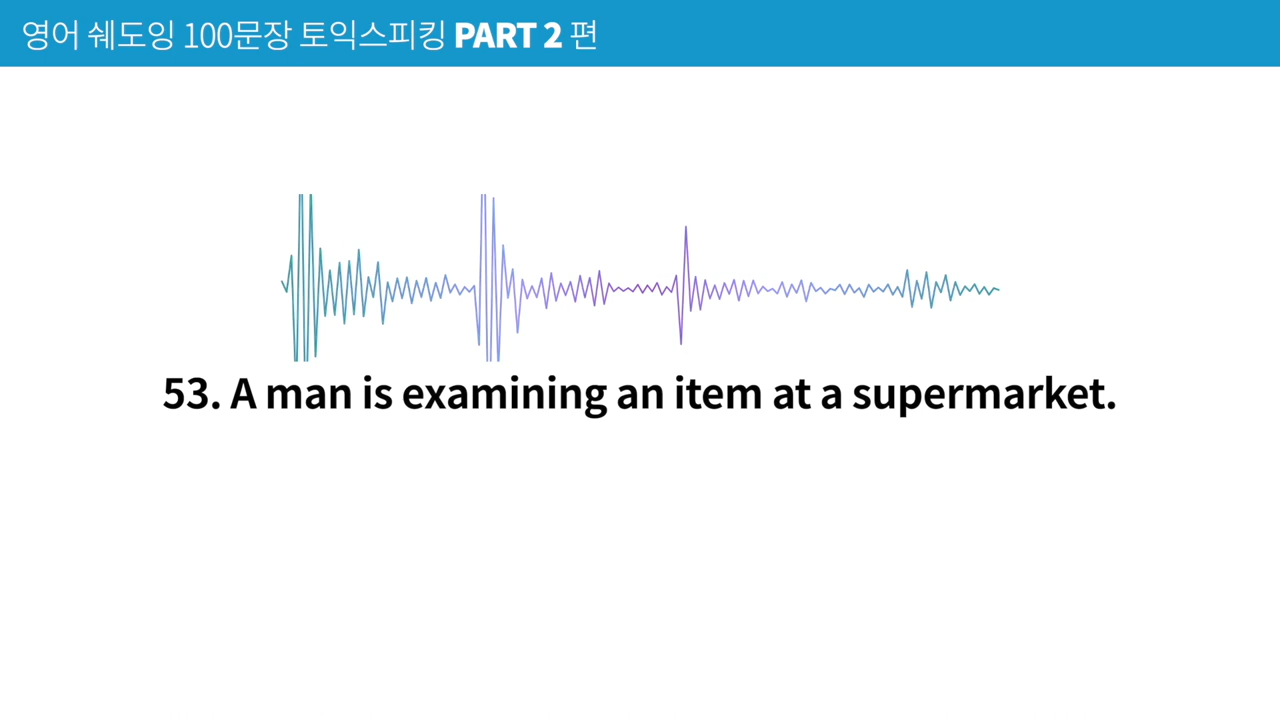 영어 쉐도잉 100문장 토익스피킹 PART 2 편
53. A man is examining an item at a supermarket.